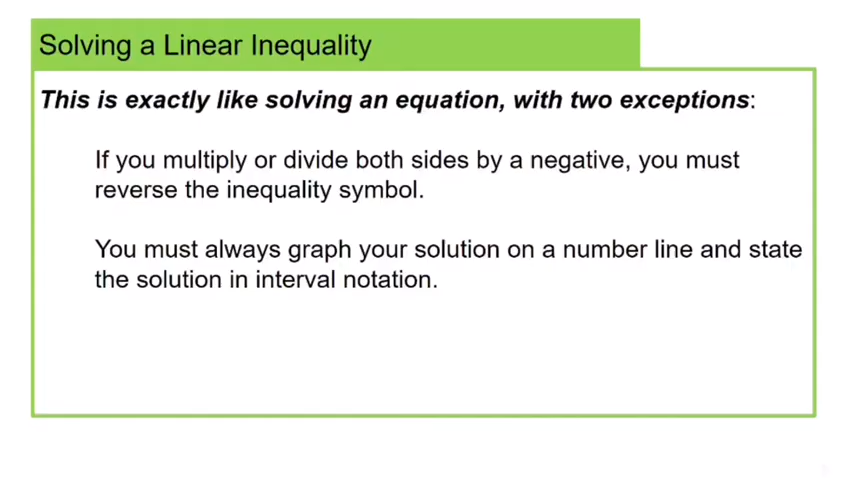 Solving a Linear Inequality
This is exactly like solving an equation, with two exceptions:
If you multiply or divide both sides by a negative, you must
reverse the inequality symbol.
You must always graph your solution on a number line and state
the solution in interval notation.